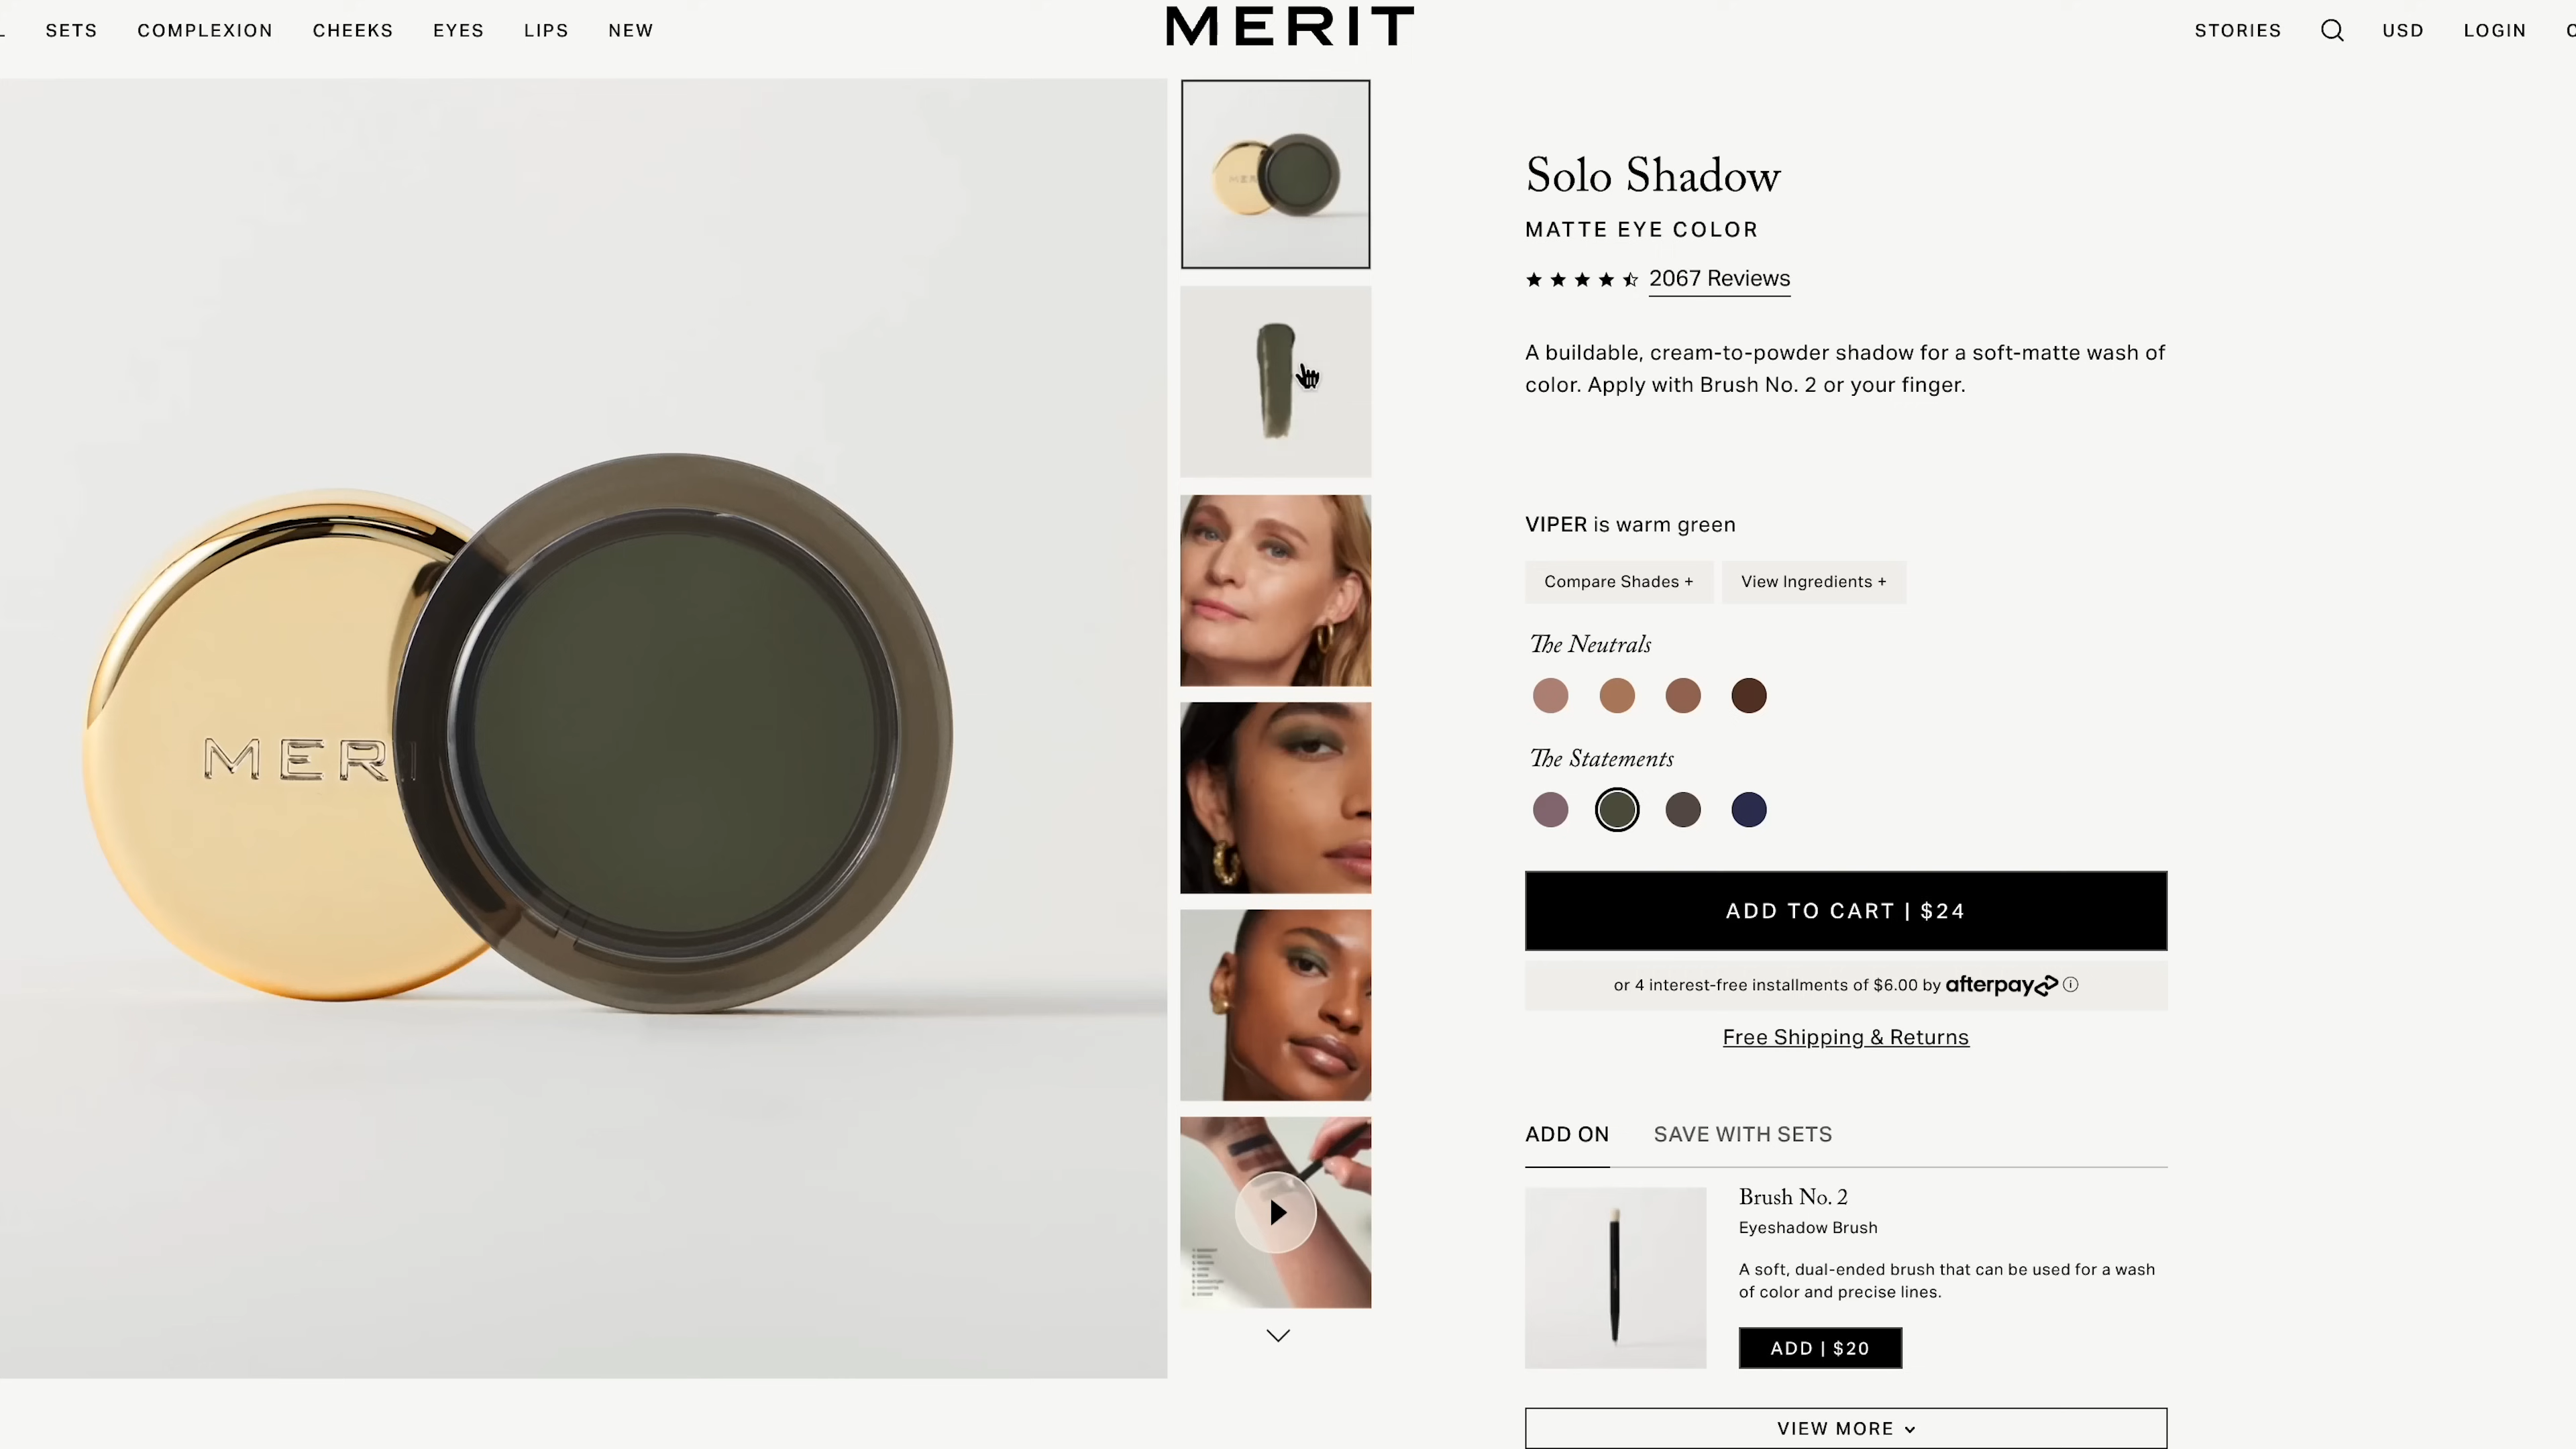 SETS COMPLEXION CHEEKS EYES LIPS NEW
MERIT
STORIES USD LOGIN
MERI
Solo Shadow
MATTE EYE COLOR
2067 Reviews
A buildable, cream-to-powder shadow for a soft-matte wash of
color. Apply with Brush No. 2 or your finger.
VIPER is warm green
Compare Shades +
View Ingredients +
The Neutrals
The Statements
ADD TO CART | $24
or 4 interest-free installments of $6.00 by afterpay
Free Shipping & Returns
ADD ON
SAVE WITH SETS
Brush No. 2
Eyeshadow Brush
A soft, dual-ended brush that can be used for a wash
of color and precise lines.
ADD | $20
VIEW MORE